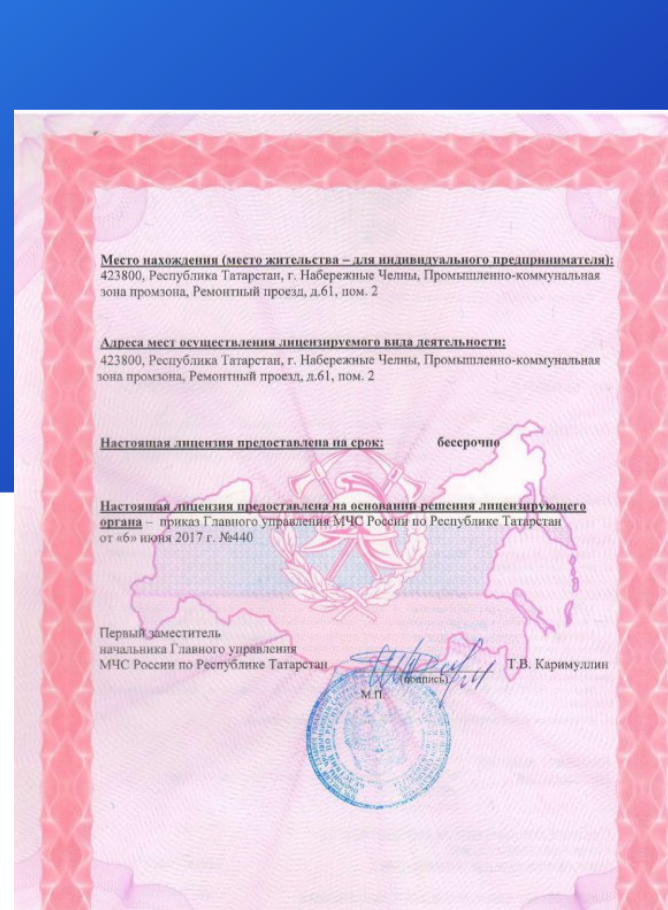 Место нахождения (место жительства – для индивидуального предпринимателя):
423800, Республика Татарстан, г. Набережные Челны, Промышленно-коммунальная
зона промзона, Ремонтный проезд, д.61, пом. 2
Адреса мест осуществления лицензируемого вида деятельности:
423800, Республика Татарстан, г. Набережные Челны, Промышленно-коммунальная
зона промзона, Ремонтный проезд, д.61, пом. 2
Настоящая лицензия предоставлена на срок: бессрочно
Настоящая лицензия предоставлена на основании решения лицензирующего
органа – приказ Главного управления МЧС России по Республике Татарстан
от «6» июня 2017 г. №440
Первый заместитель
начальника Главного управления
МЧС России по Республике Татарстан
Т.В. Каримуллин
(подпись)
М.П.